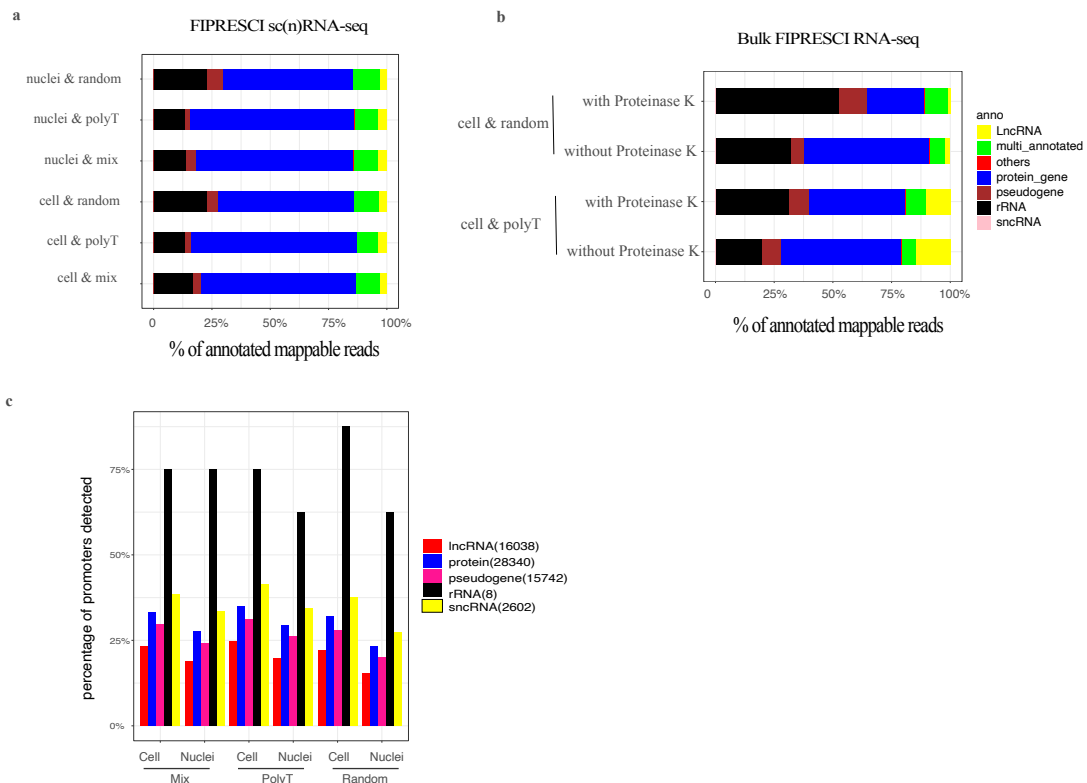 a
FIPRESCI sc(n)RNA-seq
nuclei & random
nuclei & polyT
nuclei & mix
cell & random
cell & polyT
cell & mix
0 25% 50% 75% 100%
% of annotated mappable reads
b
Bulk FIPRESCI RNA-seq
cell & random
with Proteinase K
without Proteinase K
cell & polyT
with Proteinase K
without Proteinase K
0 25% 50% 75% 100%
% of annotated mappable reads
anno
LncRNA
multi_annotated
others
protein_gene
pseudogene
rRNA
sncRNA
c
percentage of promoters detected
75%
50%
25%
0%
Cell Nuclei Cell Nuclei Cell Nuclei
Mix PolyT Random
lncRNA(16038)
protein(28340)
pseudogene(15742)
rRNA(8)
sncRNA(2602)